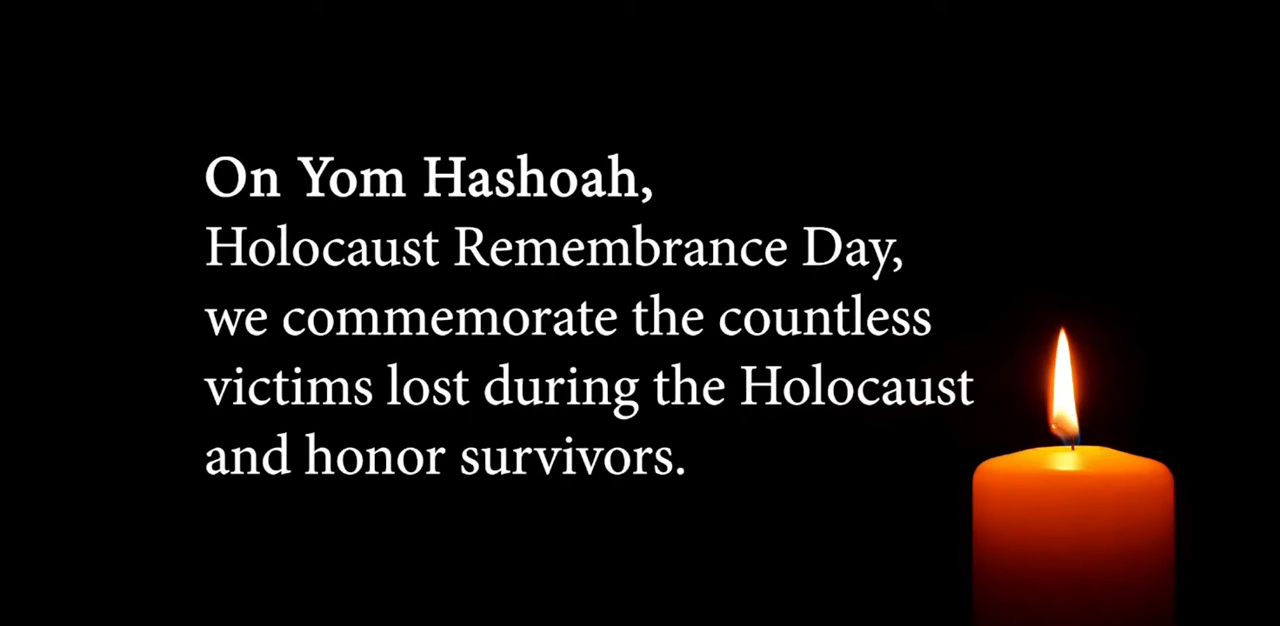 On Yom Hashoah,
Holocaust Remembrance Day,
we commemorate the countless
victims lost during the Holocaust
and honor survivors.